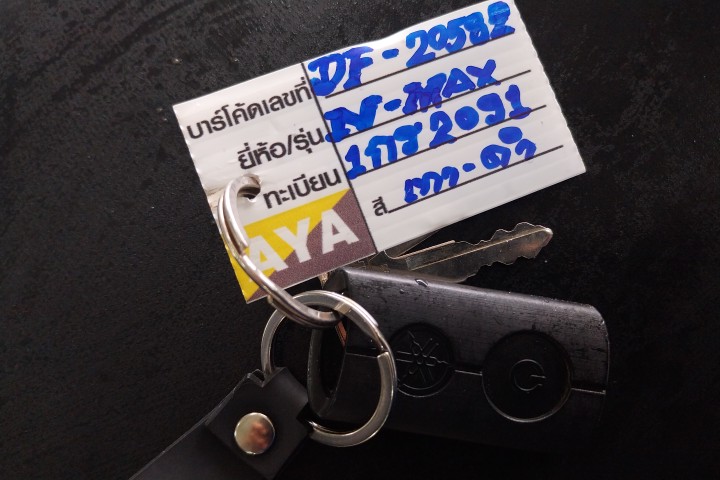 บาร์โค้ดเลขที่ DF-20582
ยี่ห้อ/รุ่น N-MAX
ทะเบียน 1กร 2091
สี เทา-ดำ
AYA
G